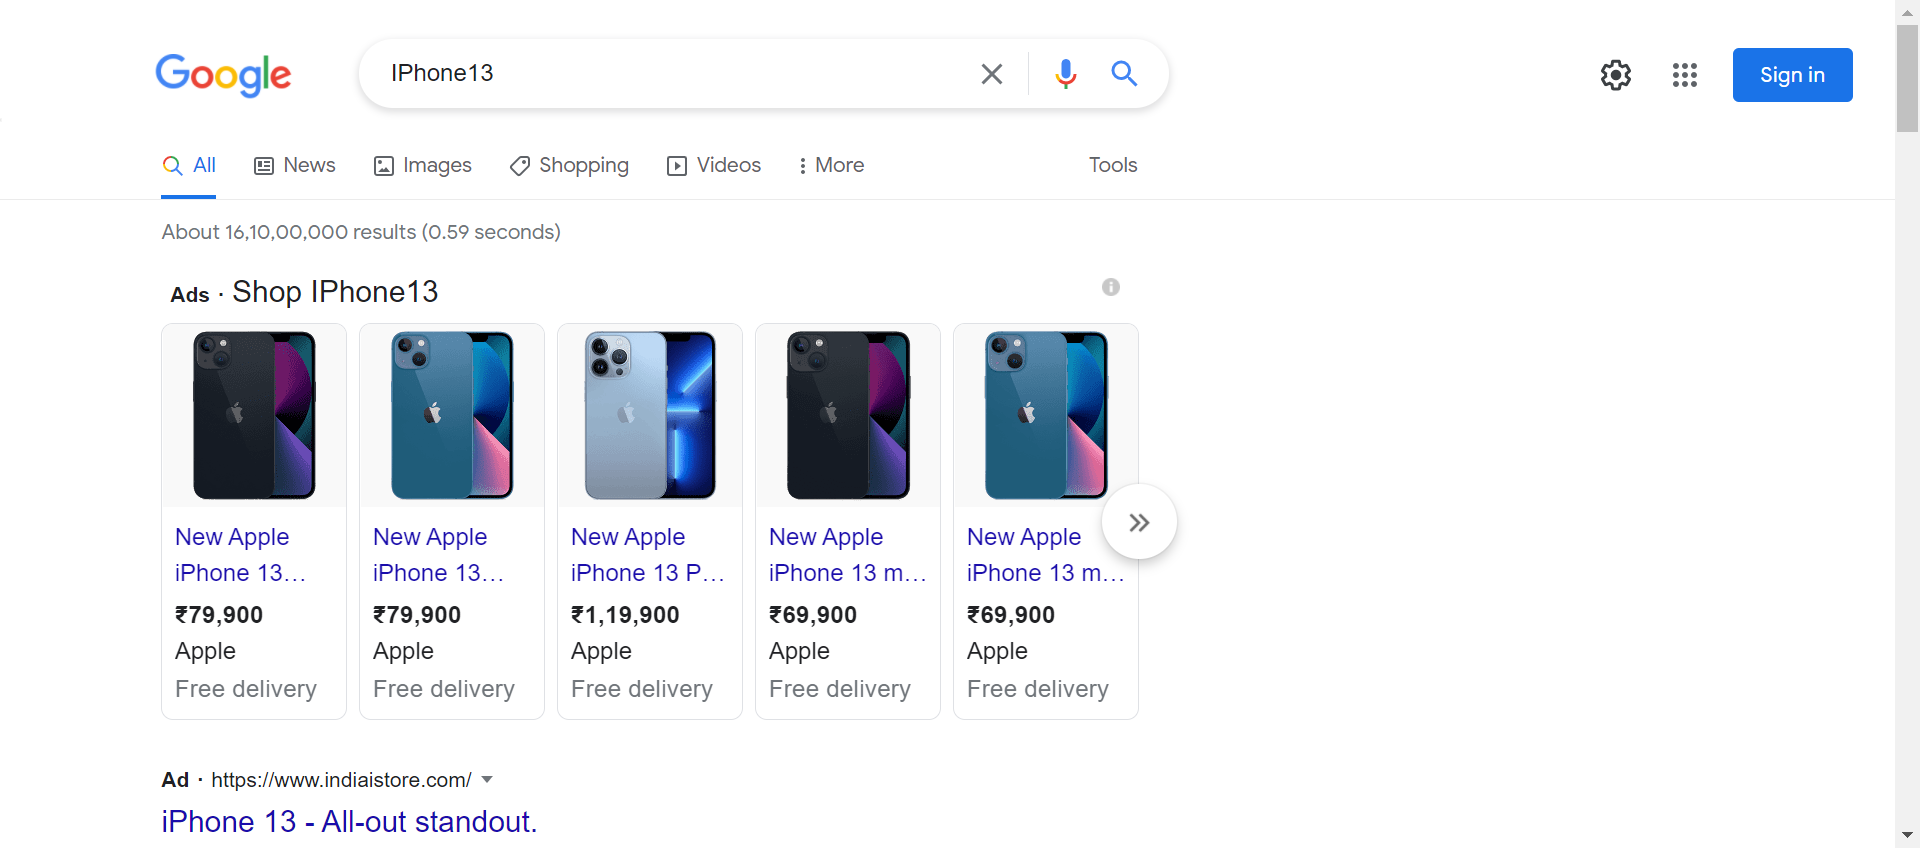 Google
IPhone13
Sign in
All News Images Shopping Videos More Tools
About 16,10,00,000 results (0.59 seconds)
Ads · Shop IPhone13
New Apple
iPhone 13...
₹79,900
Apple
Free delivery
New Apple
iPhone 13...
₹79,900
Apple
Free delivery
New Apple
iPhone 13 P...
₹1,19,900
Apple
Free delivery
New Apple
iPhone 13 m...
₹69,900
Apple
Free delivery
New Apple
iPhone 13 m...
₹69,900
Apple
Free delivery
Ad · https://www.indiaistore.com/
iPhone 13 - All-out standout.